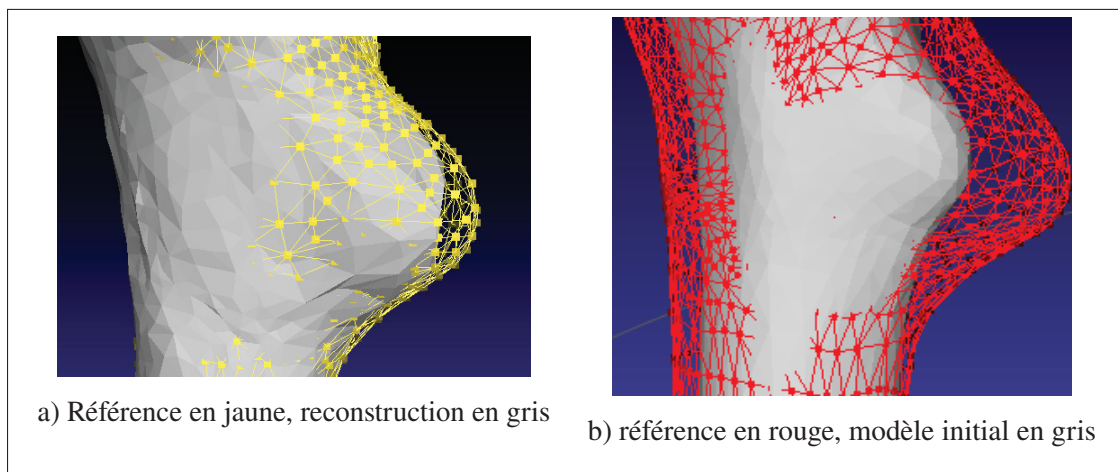 a) Référence en jaune, reconstruction en gris
b) référence en rouge, modèle initial en gris